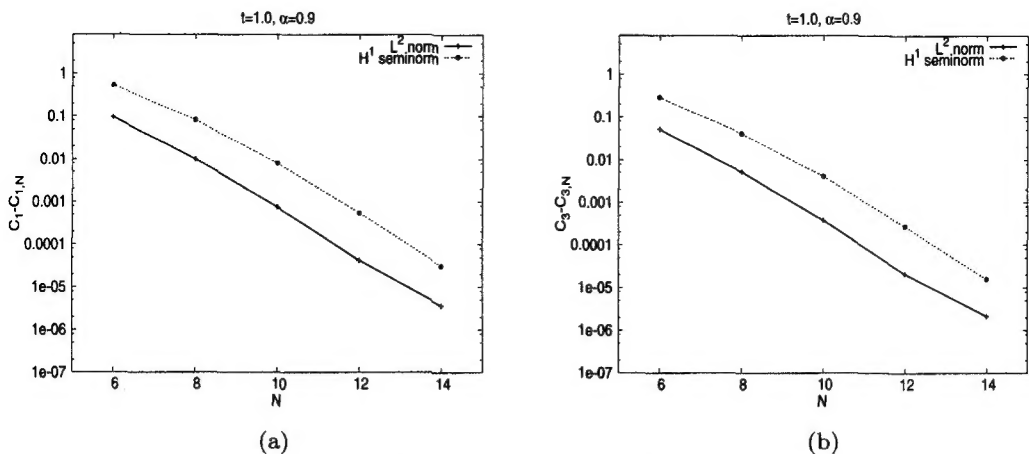 t=1.0, α=0.9
L² norm
H¹ seminorm
1
0.1
0.01
0.001
0.0001
1e-05
1e-06
1e-07
C₁-C₁,N
6
8
10
12
14
N
(a)
t=1.0, α=0.9
L² norm
H¹ seminorm
1
0.1
0.01
0.001
0.0001
1e-05
1e-06
1e-07
C₃-C₃,N
6
8
10
12
14
N
(b)